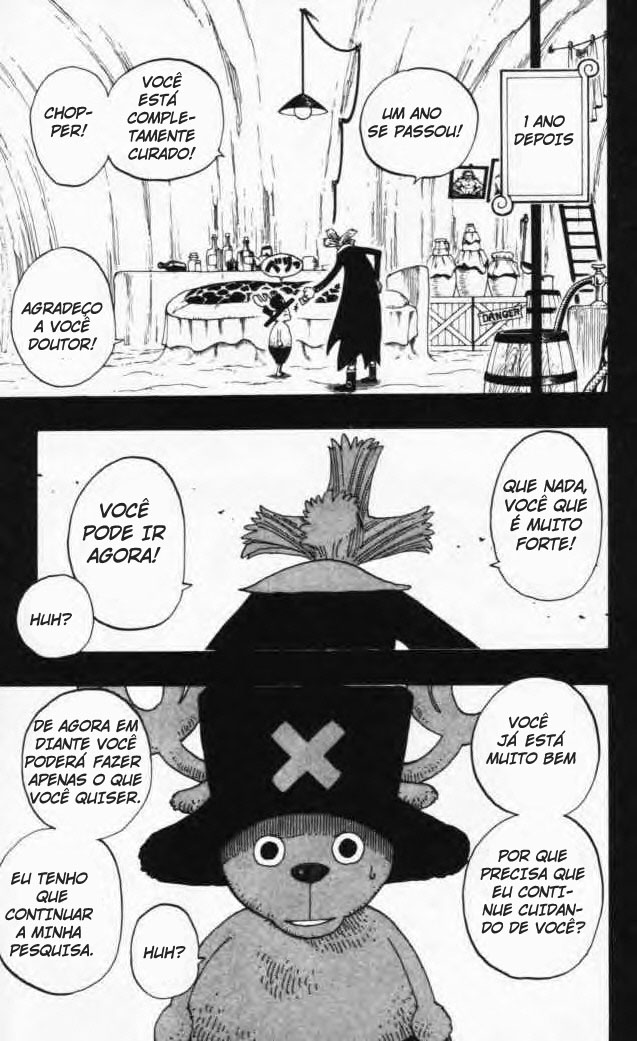 1 ANO
DEPOIS
UM ANO
SE PASSOU!
VOCÊ
ESTÁ
COMPLE-
TAMENTE
CURADO!
CHOP-
PER!
DANGER
AGRADEÇO
A VOCÊ
DOUTOR!
QUE NADA,
VOCÊ QUE
É MUITO
FORTE!
VOCÊ
PODE IR
AGORA!
HUH?
VOCÊ
JÁ ESTÁ
MUITO BEM
POR QUE
PRECISA QUE
EU CONTI-
NUE CUIDAN-
DO DE VOCÊ?
DE AGORA EM
DIANTE VOCÊ
PODERÁ FAZER
APENAS O QUE
VOCÊ QUISER.
EU TENHO
QUE
CONTINUAR
A MINHA
PESQUISA.
HUH?